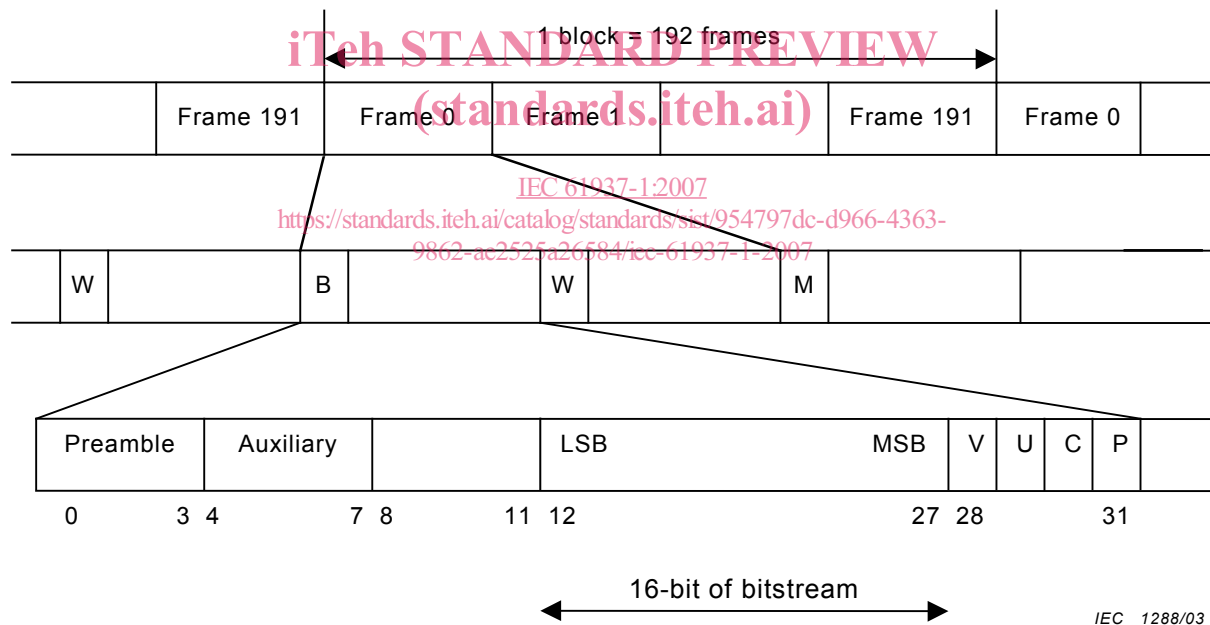 1 block = 192 frames
iTeh STANDARD PREVIEW
(standards.iteh.ai)
Frame 191 Frame 0 Frame 1 Frame 191 Frame 0
IEC 61937-1:2007
https://standards.iteh.ai/catalog/standards/sist/954797dc-d966-4363-
9862-ae2525a26584/iec-61937-1-2007
W B W M
Preamble Auxiliary LSB MSB V U C P
0 3 4 7 8 11 12 27 28 31
16-bit of bitstream
IEC 1288/03